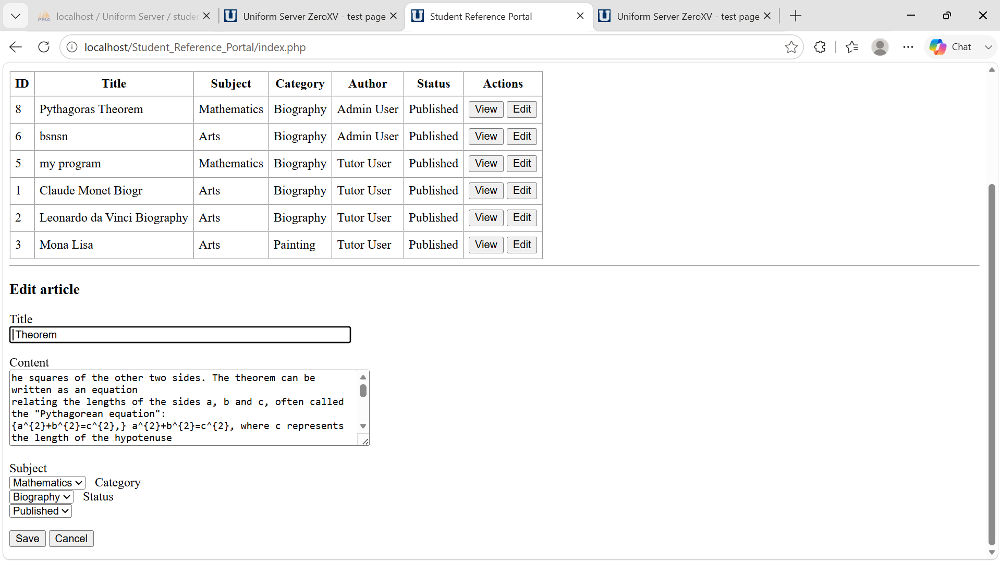 localhost / Uniform Server / stude
Uniform Server ZeroXV - test page
Student Reference Portal
Uniform Server ZeroXV - test page
localhost/Student_Reference_Portal/index.php
Chat
ID Title Subject Category Author Status Actions
8 Pythagoras Theorem Mathematics Biography Admin User Published View Edit
6 bsnsn Arts Biography Admin User Published View Edit
5 my program Mathematics Biography Tutor User Published View Edit
1 Claude Monet Biogr Arts Biography Tutor User Published View Edit
2 Leonardo da Vinci Biography Arts Biography Tutor User Published View Edit
3 Mona Lisa Arts Painting Tutor User Published View Edit
Edit article
Title
Theorem
Content
he squares of the other two sides. The theorem can be
written as an equation
relating the lengths of the sides a, b and c, often called
the "Pythagorean equation":
{a^{2}+b^{2}=c^{2},} a^{2}+b^{2}=c^{2}, where c represents
the length of the hypotenuse
Subject
Mathematics Category
Biography Status
Published
Save Cancel